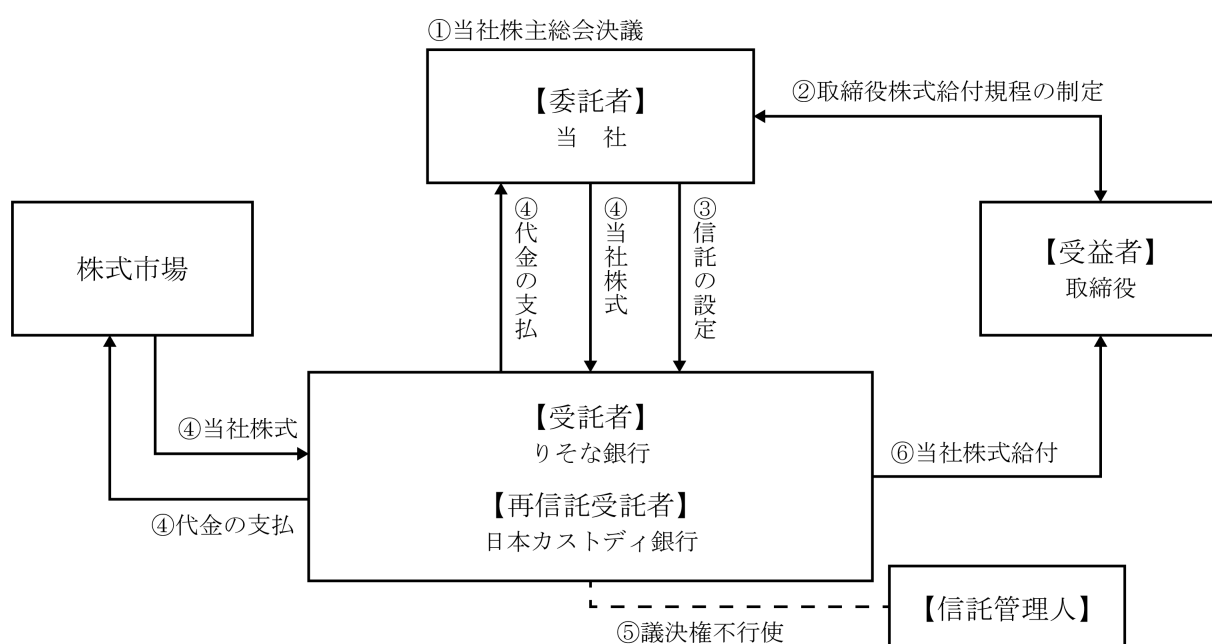 ①当社株主総会決議
【委託者】
当　社
②取締役株式給付規程の制定
株式市場
④代金の支払
④当社株式
③信託の設定
【受益者】
取締役
④当社株式
④代金の支払
【受託者】
りそな銀行
【再信託受託者】
日本カストディ銀行
⑥当社株式給付
⑤議決権不行使
【信託管理人】